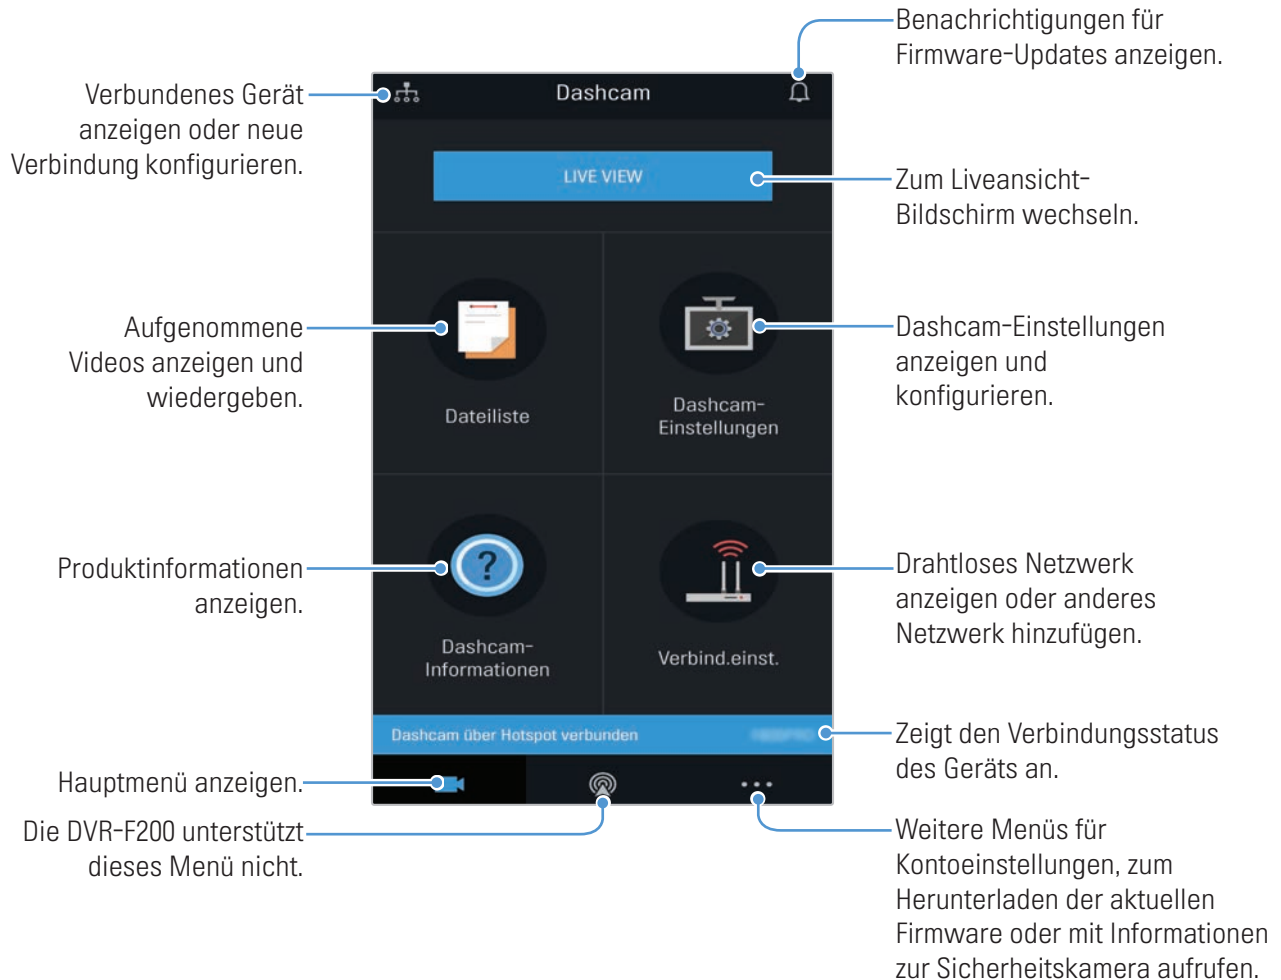 Benachrichtigungen für
Firmware-Updates anzeigen.
Verbundenes Gerät
anzeigen oder neue
Verbindung konfigurieren.
Dashcam
LIVE VIEW
Zum Liveansicht-
Bildschirm wechseln.
Aufgenommene
Videos anzeigen und
wiedergeben.
Dateiliste
Dashcam-
Einstellungen
Dashcam-Einstellungen
anzeigen und
konfigurieren.
Produktinformationen
anzeigen.
?
Dashcam-
Informationen
Verbind.einst.
Drahtloses Netzwerk
anzeigen oder anderes
Netzwerk hinzufügen.
Dashcam über Hotspot verbunden
Zeigt den Verbindungsstatus
des Geräts an.
Hauptmenü anzeigen.
Die DVR-F200 unterstützt
dieses Menü nicht.
Weitere Menüs für
Kontoeinstellungen, zum
Herunterladen der aktuellen
Firmware oder mit Informationen
zur Sicherheitskamera aufrufen.